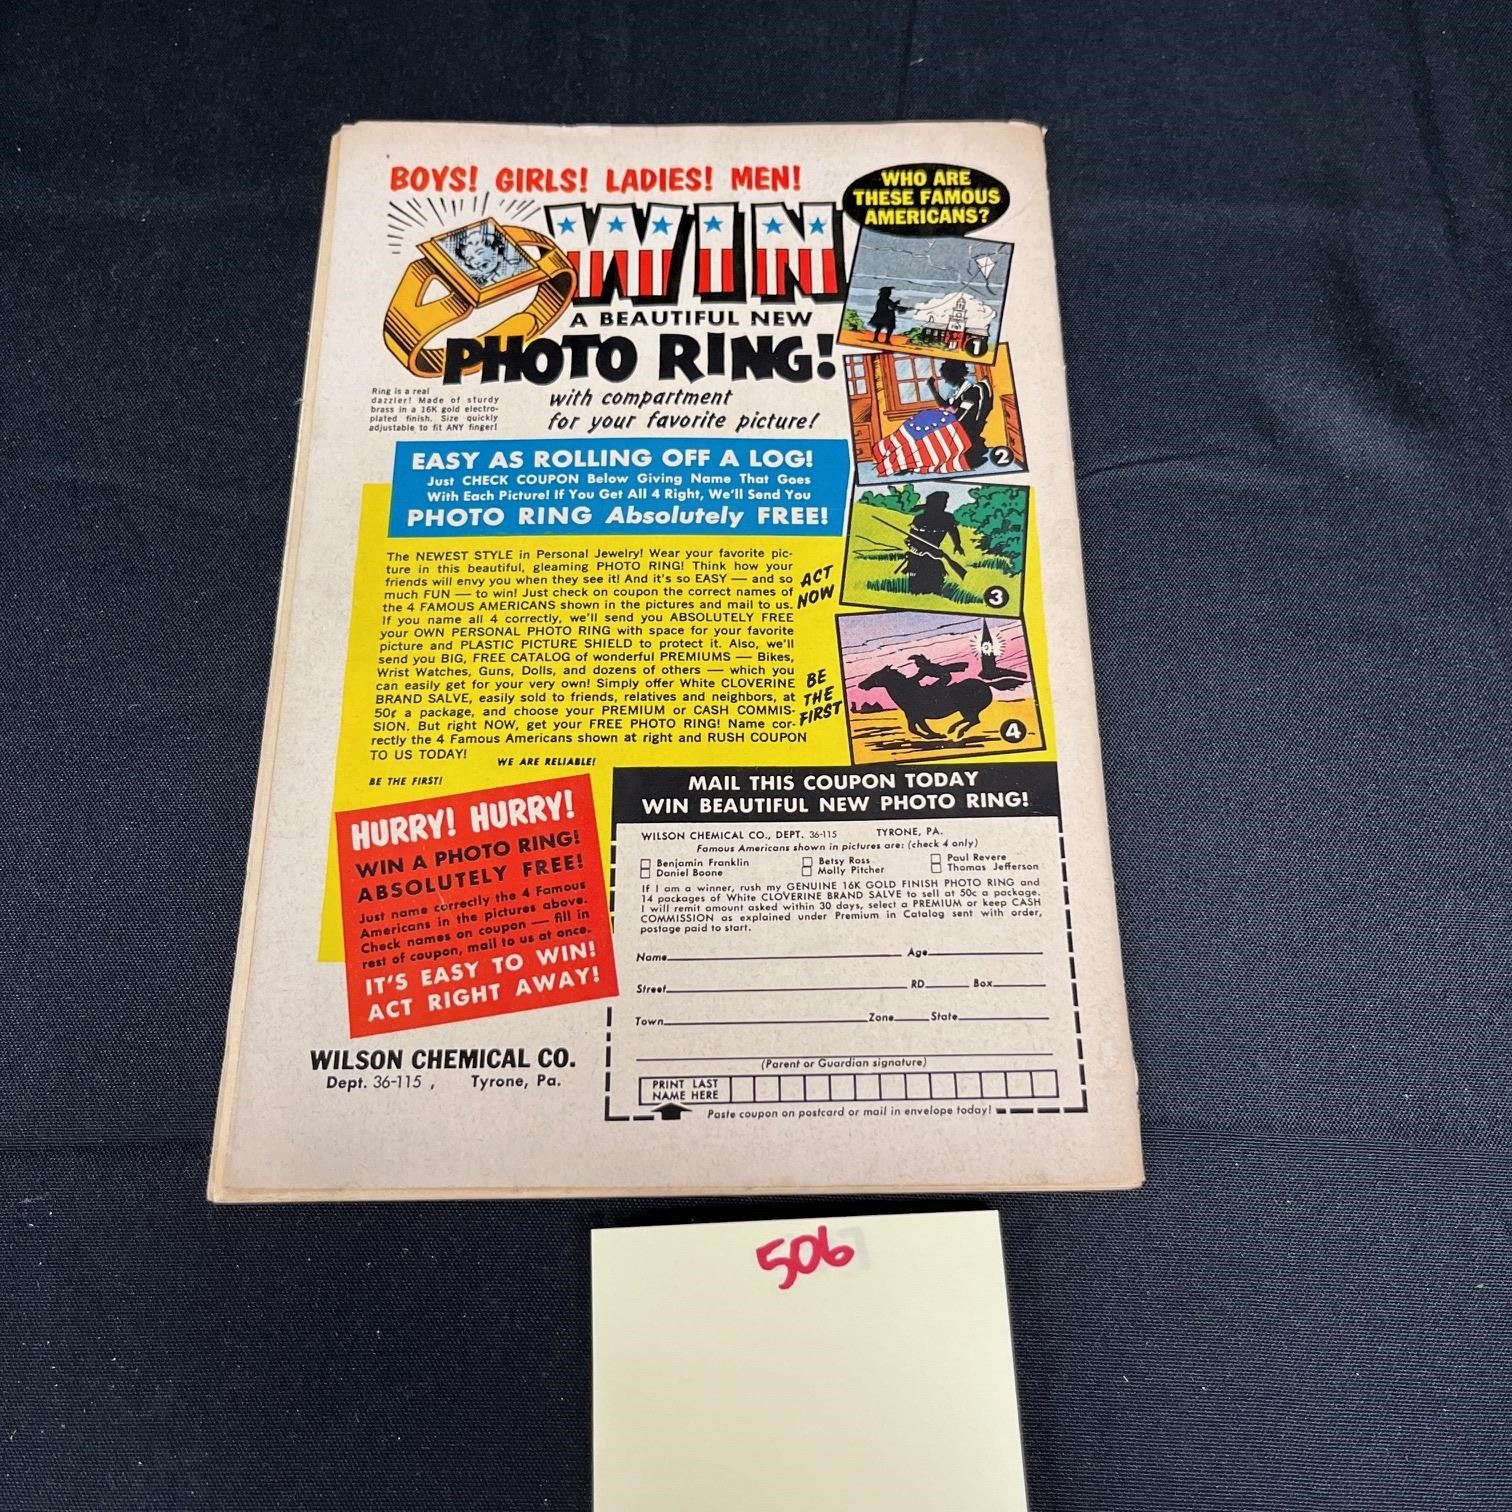 BOYS! GIRLS! LADIES! MEN!
WIN
A BEAUTIFUL NEW
PHOTO RING!
with compartment
for your favorite picture!
Ring is a real
dazzler! Made of sturdy
brass in a 16K gold electro-
plated finish. Size quickly
adjustable to fit ANY finger!
WHO ARE
THESE FAMOUS
AMERICANS?
1
2
3
4
EASY AS ROLLING OFF A LOG!
Just CHECK COUPON Below Giving Name That Goes
With Each Picture! If You Get All 4 Right, We'll Send You
PHOTO RING Absolutely FREE!
The NEWEST STYLE in Personal Jewelry! Wear your favorite pic-
ture in this beautiful, gleaming PHOTO RING! Think how your
friends will envy you when they see it! And it's so EASY — and so
much FUN — to win! Just check on coupon the correct names of
the 4 FAMOUS AMERICANS shown in the pictures and mail to us.
If you name all 4 correctly, we'll send you ABSOLUTELY FREE
your OWN PERSONAL PHOTO RING with space for your favorite
picture and PLASTIC PICTURE SHIELD to protect it. Also, we'll
send you BIG, FREE CATALOG of wonderful PREMIUMS — Bikes,
Wrist Watches, Guns, Dolls, and dozens of others — which you
can easily get for your very own! Simply offer White CLOVERINE
BRAND SALVE, easily sold to friends, relatives and neighbors, at
50¢ a package, and choose your PREMIUM or CASH COMMIS-
SION. But right NOW, get your FREE PHOTO RING! Name cor-
rectly the 4 Famous Americans shown at right and RUSH COUPON
TO US TODAY!
WE ARE RELIABLE!
BE THE FIRST!
ACT
NOW
BE
THE
FIRST
HURRY! HURRY!
WIN A PHOTO RING!
ABSOLUTELY FREE!
Just name correctly the 4 Famous
Americans in the pictures above.
Check names on coupon — fill in
rest of coupon, mail to us at once.
IT'S EASY TO WIN!
ACT RIGHT AWAY!
WILSON CHEMICAL CO.
Dept. 36-115, Tyrone, Pa.
MAIL THIS COUPON TODAY
WIN BEAUTIFUL NEW PHOTO RING!
WILSON CHEMICAL CO., DEPT. 36-115 TYRONE, PA.
Famous Americans shown in pictures are: (check 4 only)
Benjamin Franklin Betsy Ross Paul Revere
Daniel Boone Molly Pitcher Thomas Jefferson
If I am a winner, rush my GENUINE 16K GOLD FINISH PHOTO RING and
14 packages of White CLOVERINE BRAND SALVE to sell at 50c a package.
I will remit amount asked within 30 days, select a PREMIUM or keep CASH
COMMISSION as explained under Premium in Catalog sent with order,
postage paid to start.
Name Age
Street RD Box
Town Zone State
(Parent or Guardian signature)
PRINT LAST
NAME HERE
Paste coupon on postcard or mail in envelope today!
506